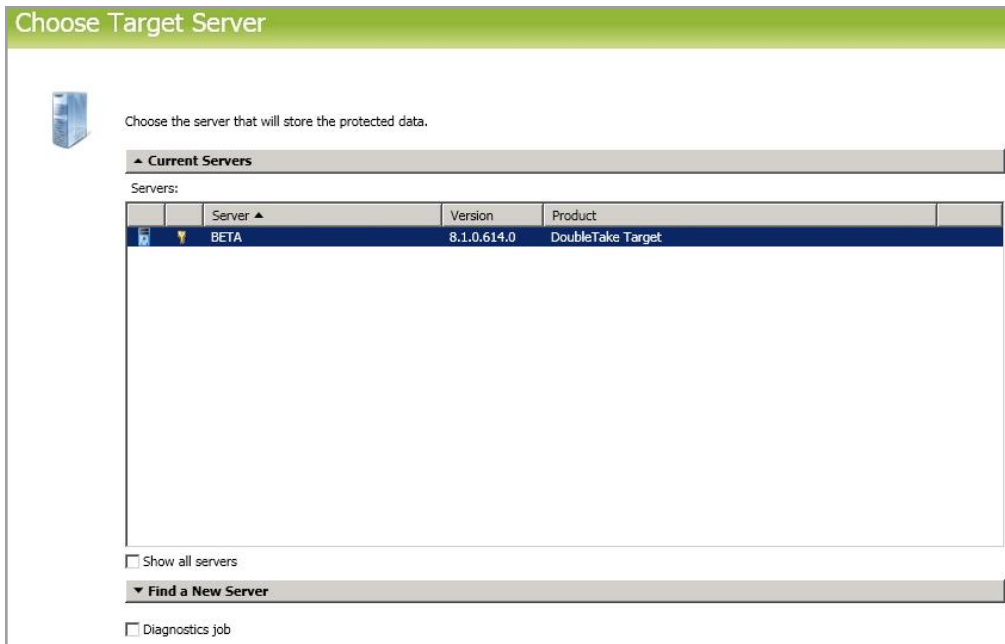 Choose Target Server
Choose the server that will store the protected data.
▲ Current Servers
Servers:
Server ▲ Version Product
BETA 8.1.0.614.0 DoubleTake Target
Show all servers
▼ Find a New Server
Diagnostics job